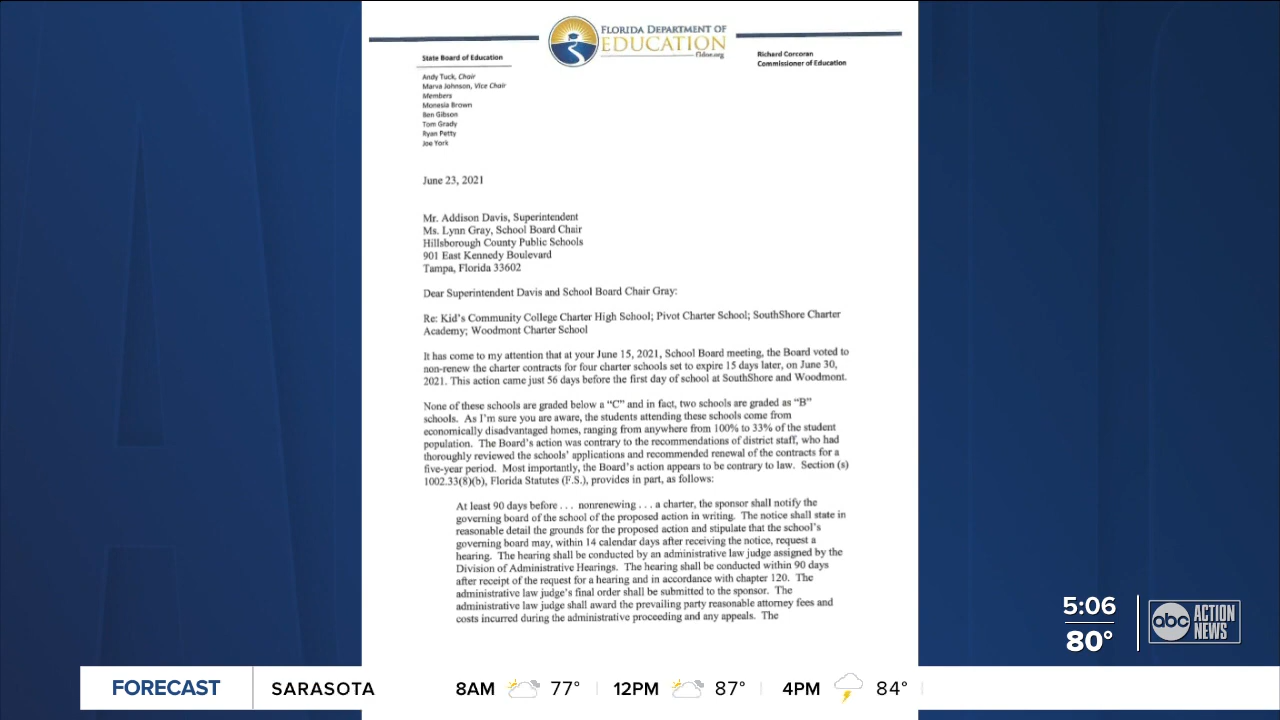 FLORIDA DEPARTMENT OF
EDUCATION
fldoe.org
State Board of Education
Andy Tuck, Chair
Marva Johnson, Vice Chair
Members
Monesia Brown
Ben Gibson
Tom Grady
Ryan Petty
Joe York
Richard Corcoran
Commissioner of Education
June 23, 2021
Mr. Addison Davis, Superintendent
Ms. Lynn Gray, School Board Chair
Hillsborough County Public Schools
901 East Kennedy Boulevard
Tampa, Florida 33602
Dear Superintendent Davis and School Board Chair Gray:
Re: Kid's Community College Charter High School; Pivot Charter School; SouthShore Charter
Academy; Woodmont Charter School
It has come to my attention that at your June 15, 2021, School Board meeting, the Board voted to
non-renew the charter contracts for four charter schools set to expire 15 days later, on June 30,
2021. This action came just 56 days before the first day of school at SouthShore and Woodmont.
None of these schools are graded below a “C” and in fact, two schools are graded as “B”
schools. As I’m sure you are aware, the students attending these schools come from
economically disadvantaged homes, ranging from anywhere from 100% to 33% of the student
population. The Board’s action was contrary to the recommendations of district staff, who had
thoroughly reviewed the schools’ applications and recommended renewal of the contracts for a
five-year period. Most importantly, the Board’s action appears to be contrary to law. Section (s)
1002.33(8)(b), Florida Statutes (F.S.), provides in part, as follows:
At least 90 days before . . . nonrenewing . . . a charter, the sponsor shall notify the
governing board of the school of the proposed action in writing. The notice shall state in
reasonable detail the grounds for the proposed action and stipulate that the school’s
governing board may, within 14 calendar days after receiving the notice, request a
hearing. The hearing shall be conducted by an administrative law judge assigned by the
Division of Administrative Hearings. The hearing shall be conducted within 90 days
after receipt of the request for a hearing and in accordance with chapter 120. The
administrative law judge’s final order shall be submitted to the sponsor. The
administrative law judge shall award the prevailing party reasonable attorney fees and
costs incurred during the administrative proceeding and any appeals. The
5:06
80°
abc ACTION NEWS
FORECAST SARASOTA 8AM 77° 12PM 87° 4PM 84°